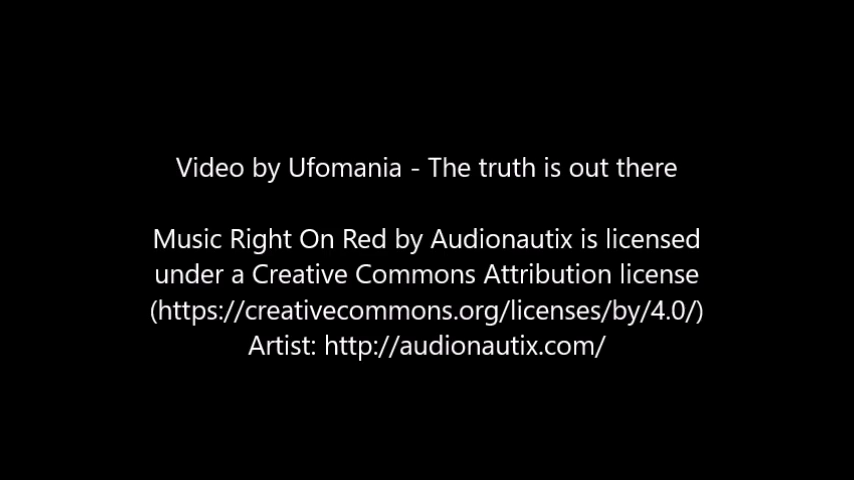 Video by Ufomania - The truth is out there
Music Right On Red by Audionautix is licensed
under a Creative Commons Attribution license
(https://creativecommons.org/licenses/by/4.0/)
Artist: http://audionautix.com/